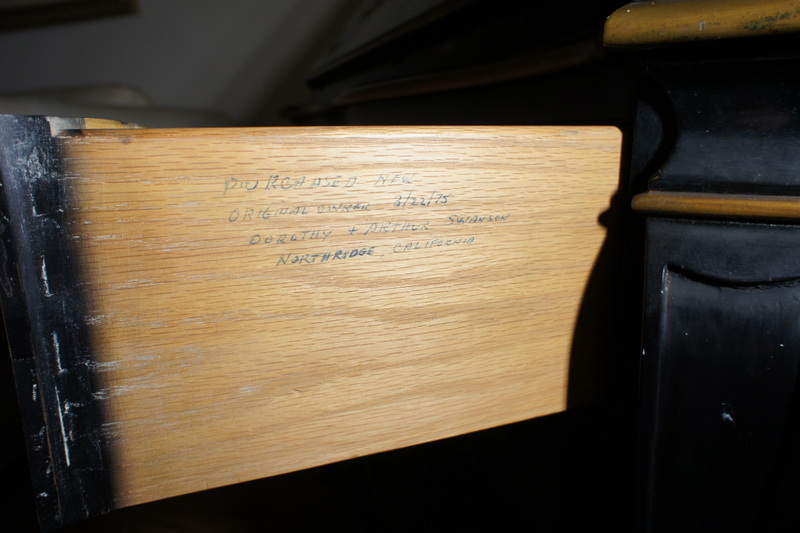 PURCHASED NEW
ORIGINAL OWNER 3/22/75
DOROTHY + ARTHUR SWANSON
NORTHRIDGE, CALIFORNIA